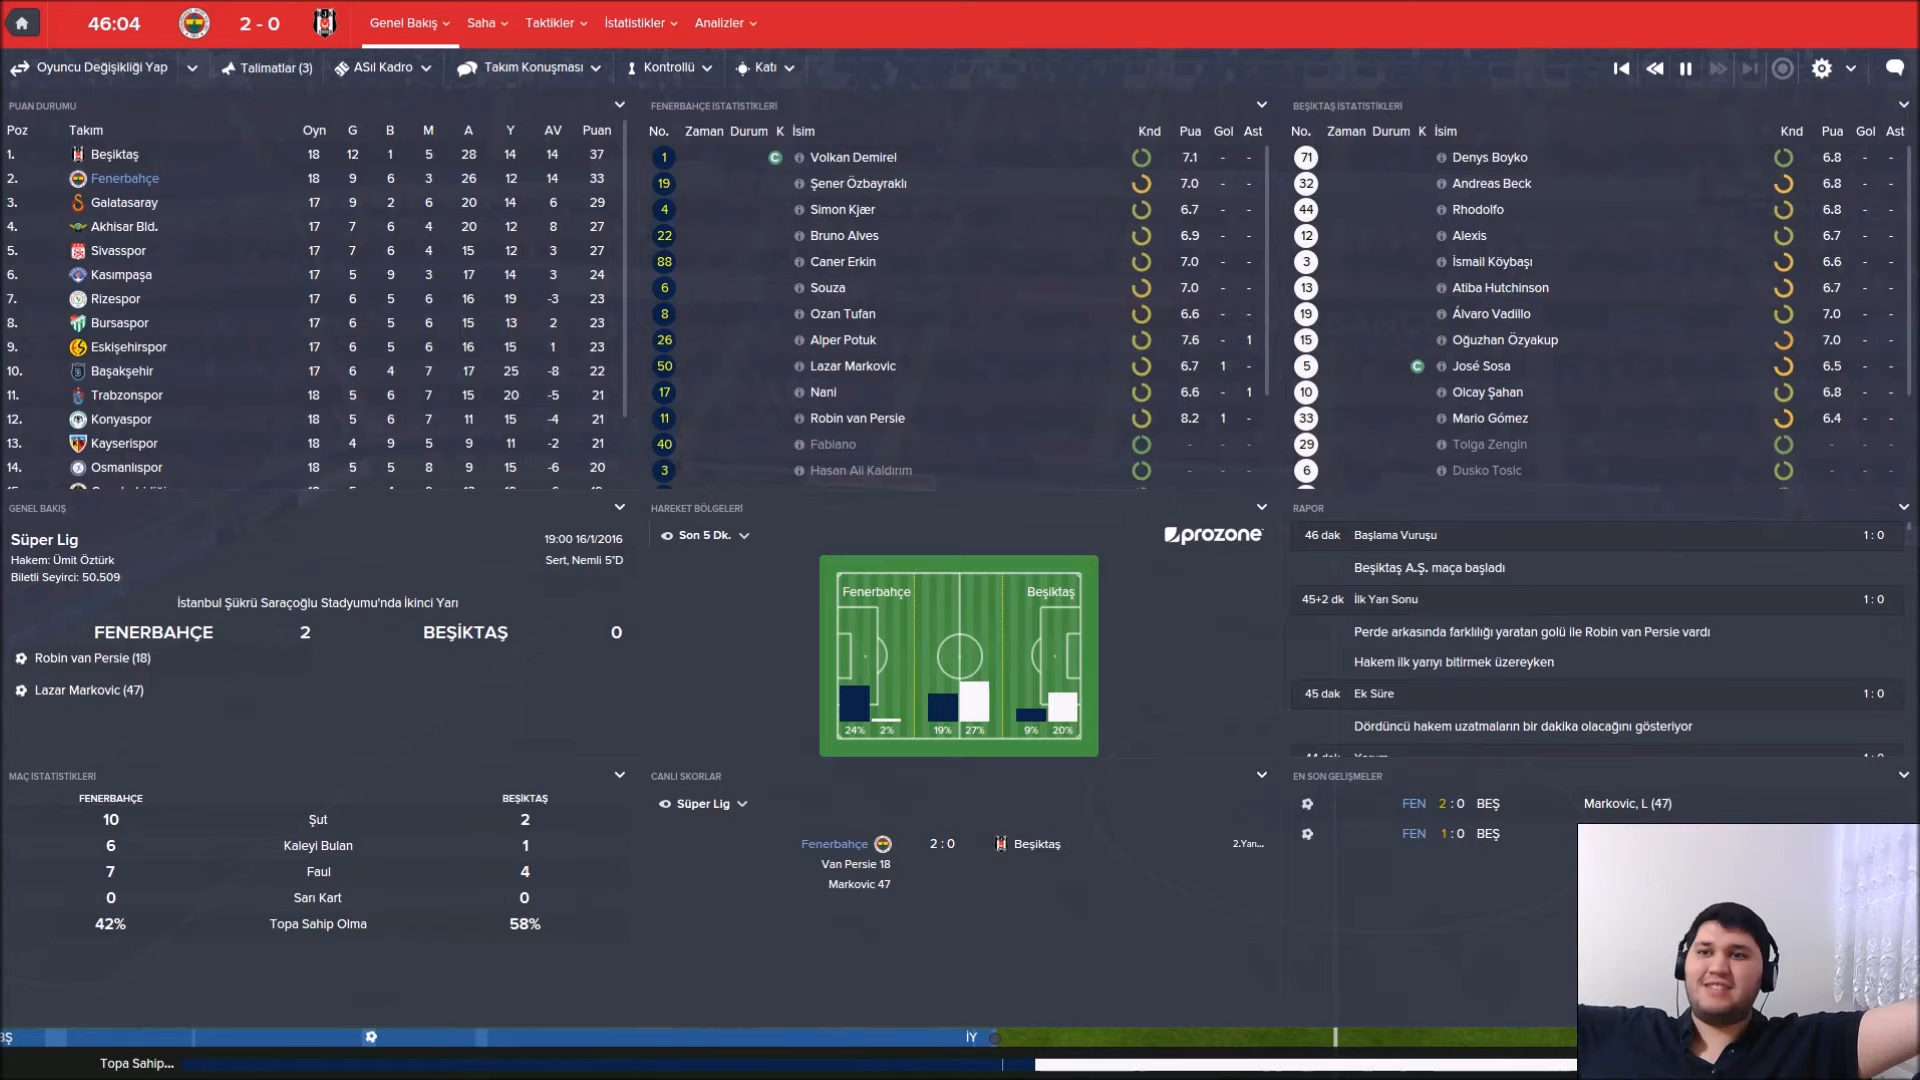 46:04 2 - 0 Genel Bakış Saha Taktikler İstatistikler Analizler
Oyuncu Değişikliği Yap Talimatlar (3) ASıl Kadro Takım Konuşması Kontrollü Katı
PUAN DURUMU
Poz Takım Oyn G B M A Y AV Puan
1. Beşiktaş 18 12 1 5 28 14 14 37
2. Fenerbahçe 18 9 6 3 26 12 14 33
3. Galatasaray 17 9 2 6 20 14 6 29
4. Akhisar Bld. 17 7 6 4 20 12 8 27
5. Sivasspor 17 7 6 4 15 12 3 27
6. Kasımpaşa 17 5 9 3 17 14 3 24
7. Rizespor 17 6 5 6 16 19 -3 23
8. Bursaspor 17 6 5 6 15 13 2 23
9. Eskişehirspor 17 6 5 6 16 15 1 23
10. Başakşehir 17 6 4 7 17 25 -8 22
11. Trabzonspor 18 5 6 7 15 20 -5 21
12. Konyaspor 18 5 6 7 11 15 -4 21
13. Kayserispor 18 4 9 5 9 11 -2 21
14. Osmanlıspor 18 5 5 8 9 15 -6 20
FENERBAHÇE İSTATİSTİKLERİ
No. Zaman Durum K İsim Knd Pua Gol Ast
1 C Volkan Demirel 7.1 - -
19 Şener Özbayraklı 7.0 - -
4 Simon Kjær 6.7 - -
22 Bruno Alves 6.9 - -
88 Caner Erkin 7.0 - -
6 Souza 7.0 - -
8 Ozan Tufan 6.6 - -
26 Alper Potuk 7.6 - 1
50 Lazar Markovic 6.7 1 -
17 Nani 6.6 - 1
11 Robin van Persie 8.2 1 -
40 Fabiano - - -
3 Hasan Ali Kaldırım - - -
BEŞİKTAŞ İSTATİSTİKLERİ
No. Zaman Durum K İsim Knd Pua Gol Ast
71 Denys Boyko 6.8 - -
32 Andreas Beck 6.8 - -
44 Rhodolfo 6.8 - -
12 Alexis 6.7 - -
3 İsmail Köybaşı 6.6 - -
13 Atiba Hutchinson 6.7 - -
19 Álvaro Vadillo 7.0 - -
15 Oğuzhan Özyakup 7.0 - -
5 C José Sosa 6.5 - -
10 Olcay Şahan 6.8 - -
33 Mario Gómez 6.4 - -
29 Tolga Zengin - - -
6 Dusko Tosic - - -
GENEL BAKIŞ
Süper Lig 19:00 16/1/2016
Hakem: Ümit Öztürk Sert, Nemli 5°D
Biletli Seyirci: 50.509
İstanbul Şükrü Saraçoğlu Stadyumu'nda İkinci Yarı
FENERBAHÇE 2 BEŞİKTAŞ 0
Robin van Persie (18)
Lazar Markovic (47)
HAREKET BÖLGELERİ
Son 5 Dk. prozone
Fenerbahçe Beşiktaş
24% 2% 19% 27% 9% 20%
RAPOR
46 dak Başlama Vuruşu 1 : 0
Beşiktaş A.Ş. maça başladı
45+2 dk İlk Yarı Sonu 1 : 0
Perde arkasında farklılığı yaratan golü ile Robin van Persie vardı
Hakem ilk yarıyı bitirmek üzereyken
45 dak Ek Süre 1 : 0
Dördüncü hakem uzatmaların bir dakika olacağını gösteriyor
MAÇ İSTATİSTİKLERİ
FENERBAHÇE BEŞİKTAŞ
10 Şut 2
6 Kaleyi Bulan 1
7 Faul 4
0 Sarı Kart 0
42% Topa Sahip Olma 58%
CANLI SKORLAR
Süper Lig
Fenerbahçe 2 : 0 Beşiktaş 2.Yarı...
Van Persie 18
Markovic 47
EN SON GELİŞMELER
FEN 2 : 0 BEŞ Markovic, L (47)
FEN 1 : 0 BEŞ
İY
Topa Sahip...